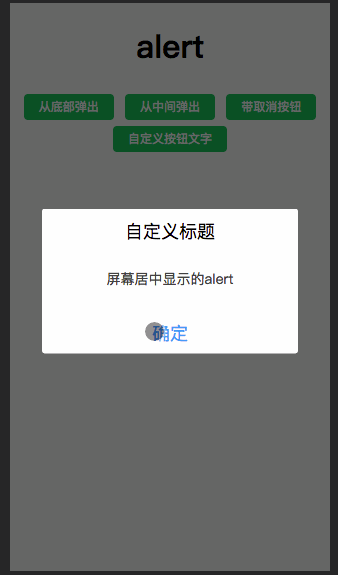 alert
从底部弹出 从中间弹出 带取消按钮
自定义按钮文字
自定义标题
屏幕居中显示的alert
确定